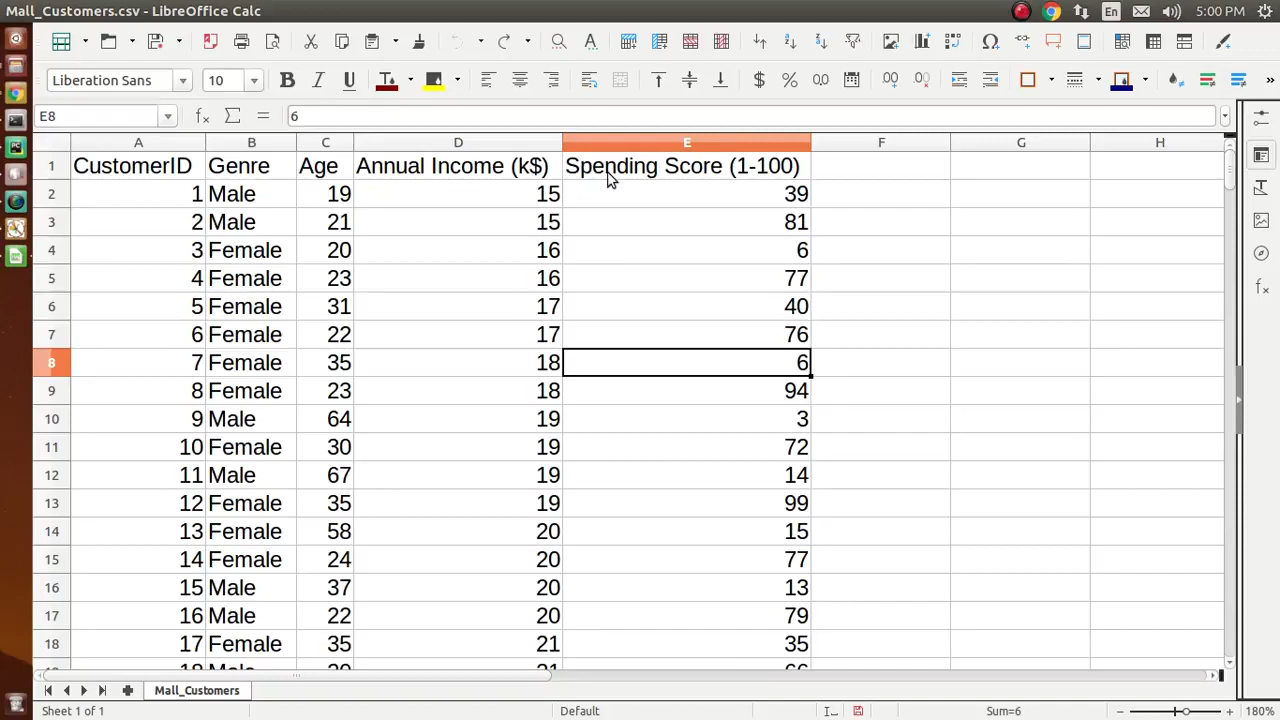 Mall_Customers.csv - LibreOffice Calc En 5:00 PM
Liberation Sans 10
E8 6
A B C D E F G H
1 CustomerID Genre Age Annual Income (k$) Spending Score (1-100)
2 1 Male 19 15 39
3 2 Male 21 15 81
4 3 Female 20 16 6
5 4 Female 23 16 77
6 5 Female 31 17 40
7 6 Female 22 17 76
8 7 Female 35 18 6
9 8 Female 23 18 94
10 9 Male 64 19 3
11 10 Female 30 19 72
12 11 Male 67 19 14
13 12 Female 35 19 99
14 13 Female 58 20 15
15 14 Female 24 20 77
16 15 Male 37 20 13
17 16 Male 22 20 79
18 17 Female 35 21 35
18 Male 20 21 66
Mall_Customers
Sheet 1 of 1 Default Sum=6 180%